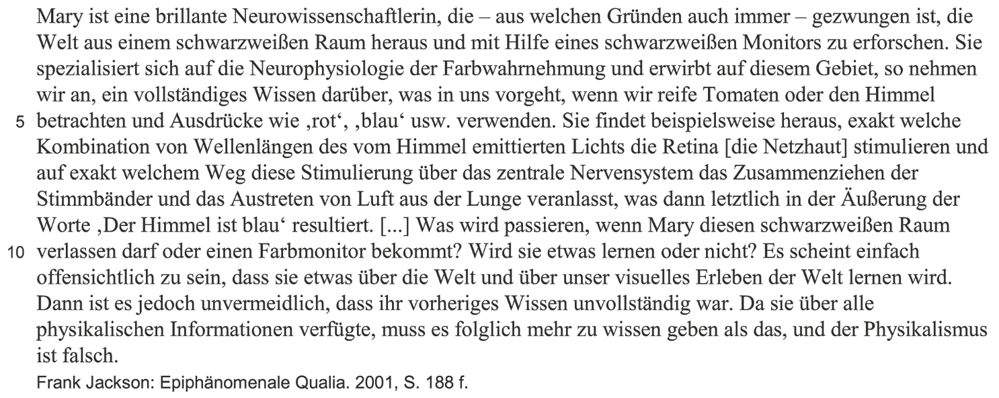 Mary ist eine brillante Neurowissenschaftlerin, die – aus welchen Gründen auch immer – gezwungen ist, die
Welt aus einem schwarzweißen Raum heraus und mit Hilfe eines schwarzweißen Monitors zu erforschen. Sie
spezialisiert sich auf die Neurophysiologie der Farbwahrnehmung und erwirbt auf diesem Gebiet, so nehmen
wir an, ein vollständiges Wissen darüber, was in uns vorgeht, wenn wir reife Tomaten oder den Himmel
5 betrachten und Ausdrücke wie ‚rot‘, ‚blau‘ usw. verwenden. Sie findet beispielsweise heraus, exakt welche
Kombination von Wellenlängen des vom Himmel emittierten Lichts die Retina [die Netzhaut] stimulieren und
auf exakt welchem Weg diese Stimulierung über das zentrale Nervensystem das Zusammenziehen der
Stimmbänder und das Austreten von Luft aus der Lunge veranlasst, was dann letztlich in der Äußerung der
Worte ‚Der Himmel ist blau‘ resultiert. [...] Was wird passieren, wenn Mary diesen schwarzweißen Raum
10 verlassen darf oder einen Farbmonitor bekommt? Wird sie etwas lernen oder nicht? Es scheint einfach
offensichtlich zu sein, dass sie etwas über die Welt und über unser visuelles Erleben der Welt lernen wird.
Dann ist es jedoch unvermeidlich, dass ihr vorheriges Wissen unvollständig war. Da sie über alle
physikalischen Informationen verfügte, muss es folglich mehr zu wissen geben als das, und der Physikalismus
ist falsch.
Frank Jackson: Epiphänomenale Qualia. 2001, S. 188 f.